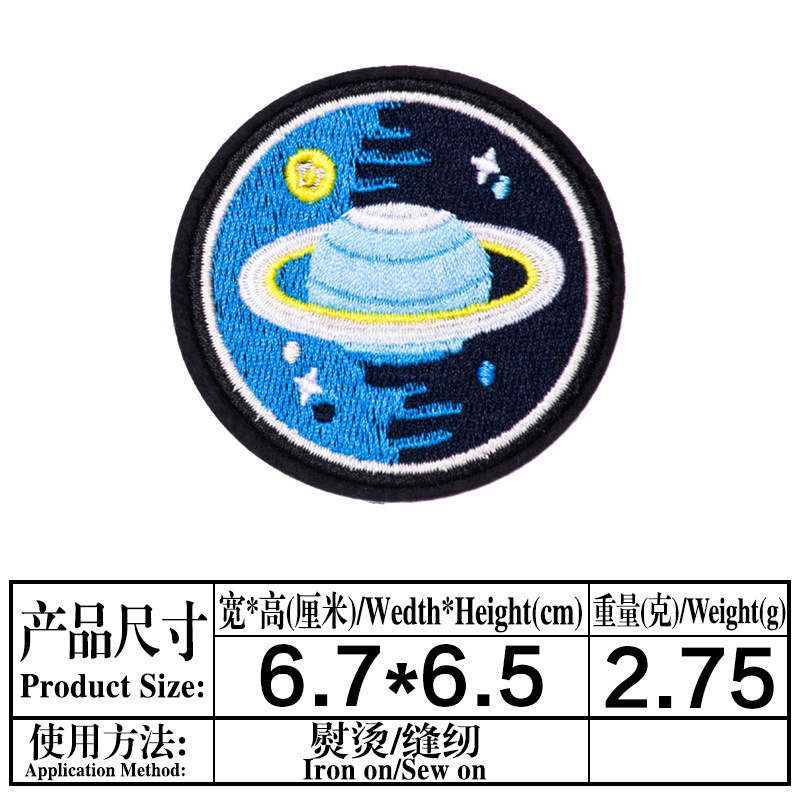 产品尺寸
Product Size:
宽*高(厘米)/Wedth*Height(cm)
重量(克)/Weight(g)
6.7*6.5
2.75
使用方法:
Application Method:
熨烫/缝纫
Iron on/Sew on